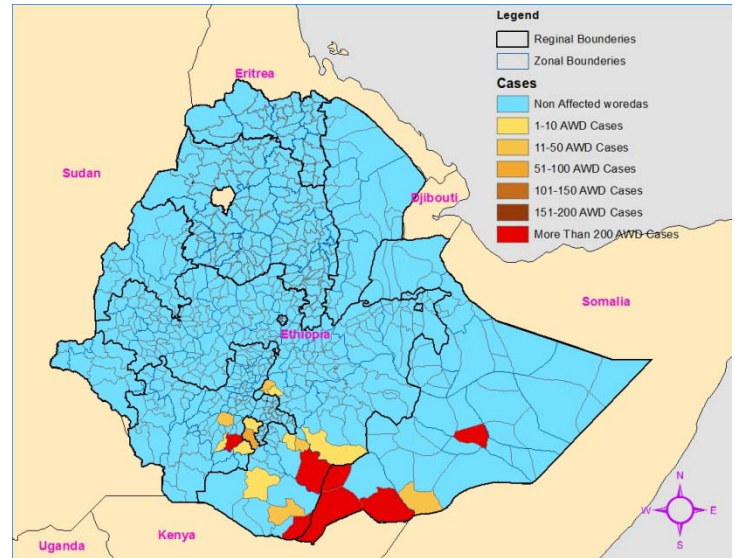 Legend
Reginal Bounderies
Zonal Bounderies
Cases
Non Affected woredas
1-10 AWD Cases
11-50 AWD Cases
51-100 AWD Cases
101-150 AWD Cases
151-200 AWD Cases
More Than 200 AWD Cases
Eritrea
Sudan
Djibouti
Somalia
Ethiopia
Kenya
Uganda
N
W
E
S